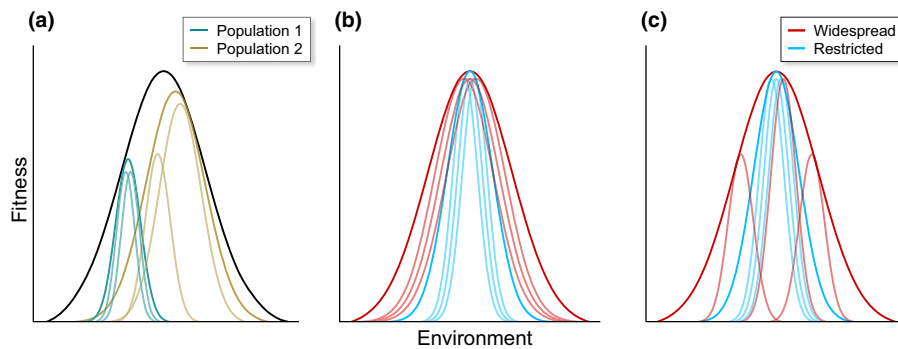 (a)
Population 1
Population 2
(b)
(c)
Widespread
Restricted
Fitness
Environment